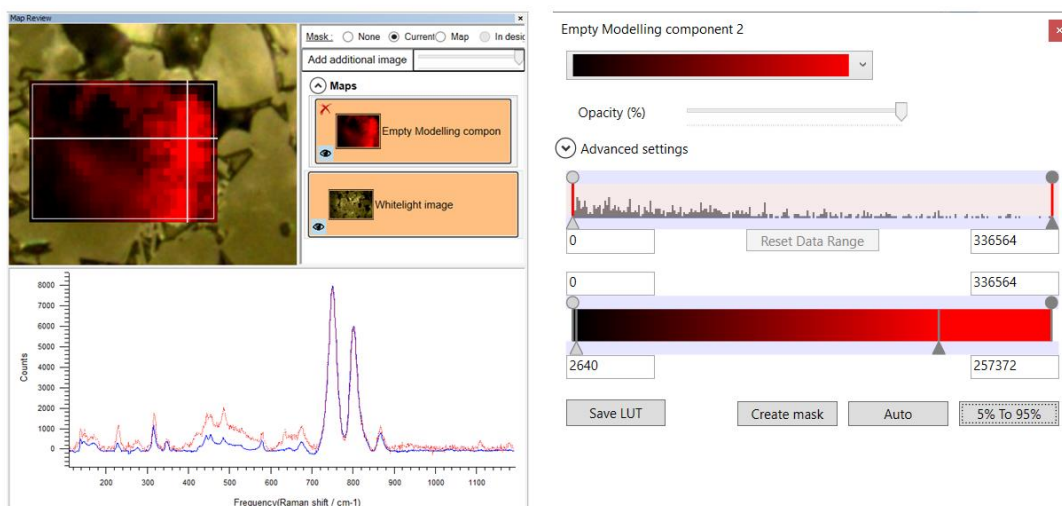 Map Review
Mask : None Current Map In desig
Add additional image
Maps
Empty Modelling compon
Whitelight image
8000
7000
6000
5000
4000
3000
2000
1000
0
Counts
200 300 400 500 600 700 800 900 1000 1100
Frequency(Raman shift / cm-1)
Empty Modelling component 2
Opacity (%)
Advanced settings
0 Reset Data Range 336564
0 336564
2640 257372
Save LUT Create mask Auto 5% To 95%